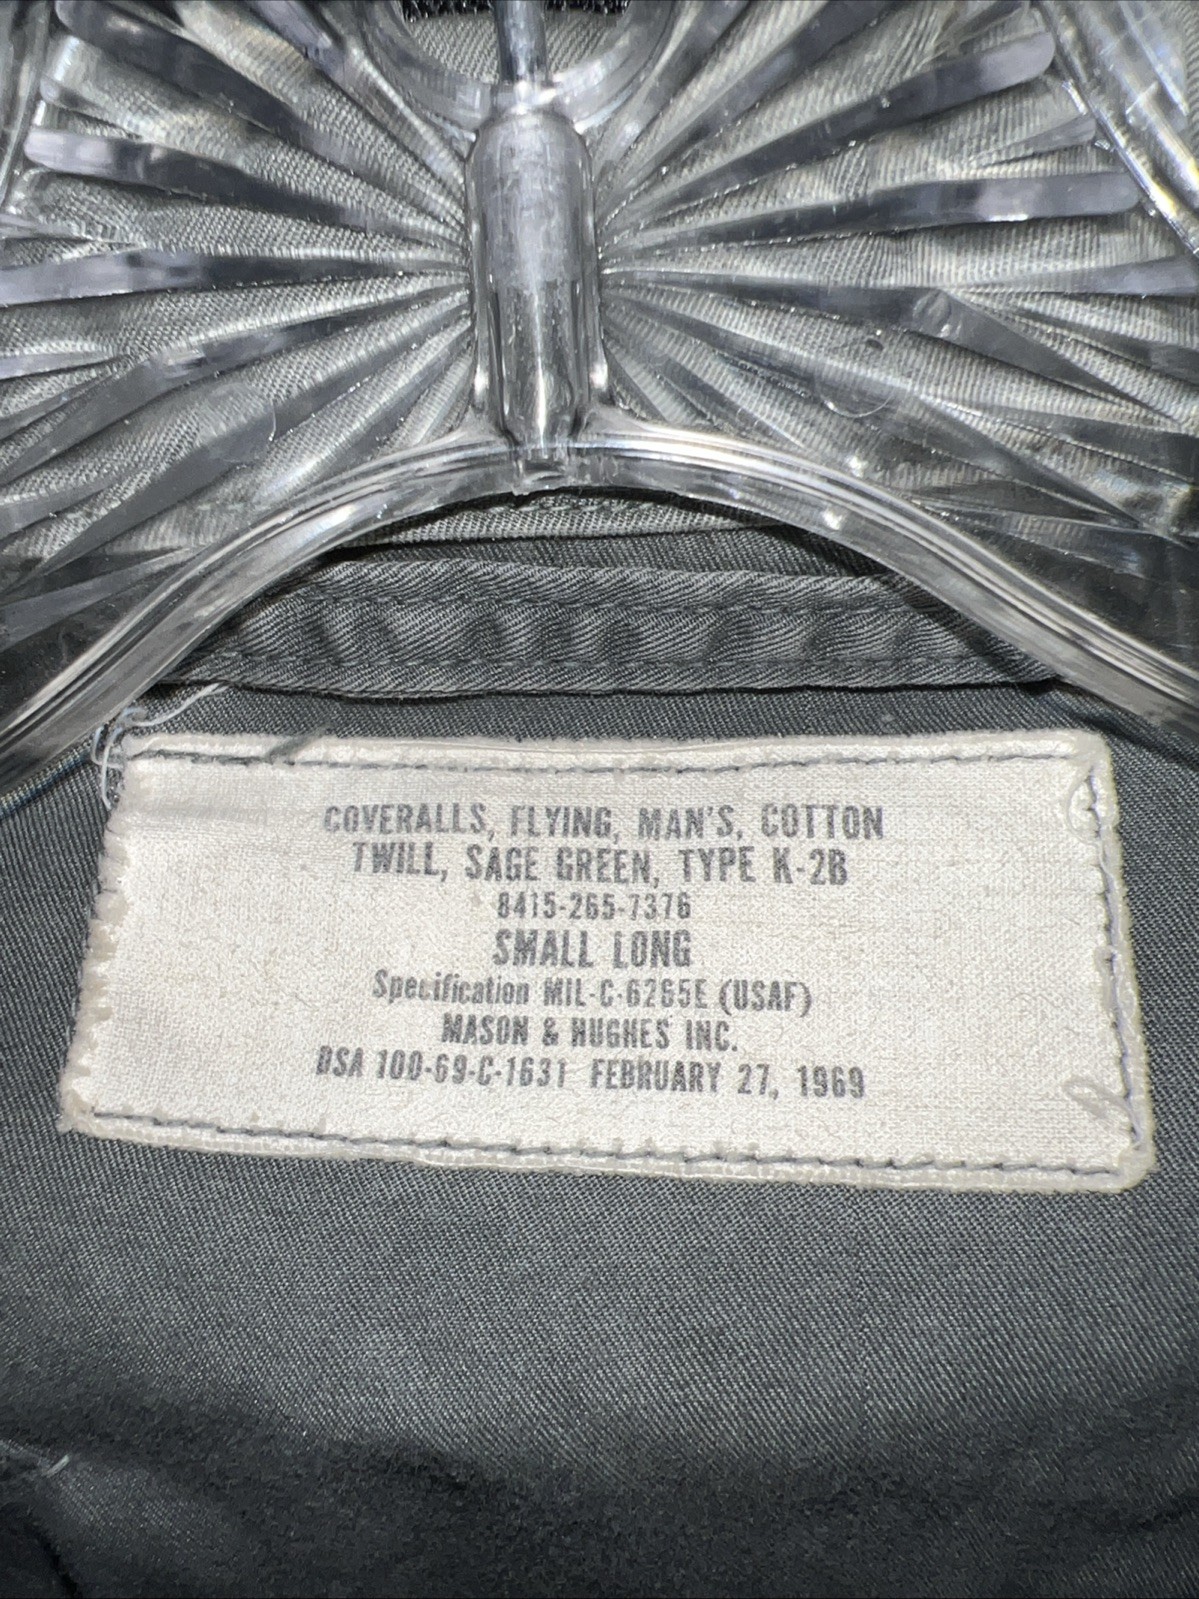 COVERALLS, FLYING, MAN'S, COTTON
TWILL, SAGE GREEN, TYPE K-2B
8415-265-7376
SMALL LONG
Specification MIL-C-6265E (USAF)
MASON & HUGHES INC.
DSA 100-69-C-1631 FEBRUARY 27, 1969